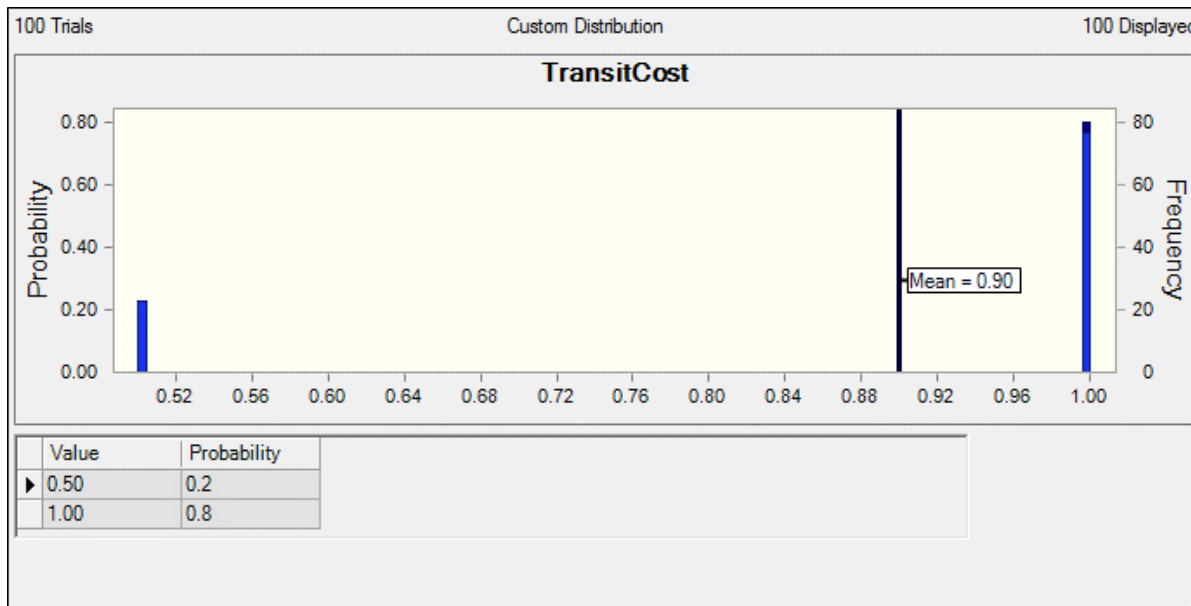 100 Trials Custom Distribution 100 Displayed
TransitCost
Probability
Frequency
0.80 80
0.60 60
0.40 40
Mean = 0.90
0.20 20
0.00 0
0.52 0.56 0.60 0.64 0.68 0.72 0.76 0.80 0.84 0.88 0.92 0.96 1.00
Value Probability
0.50 0.2
1.00 0.8